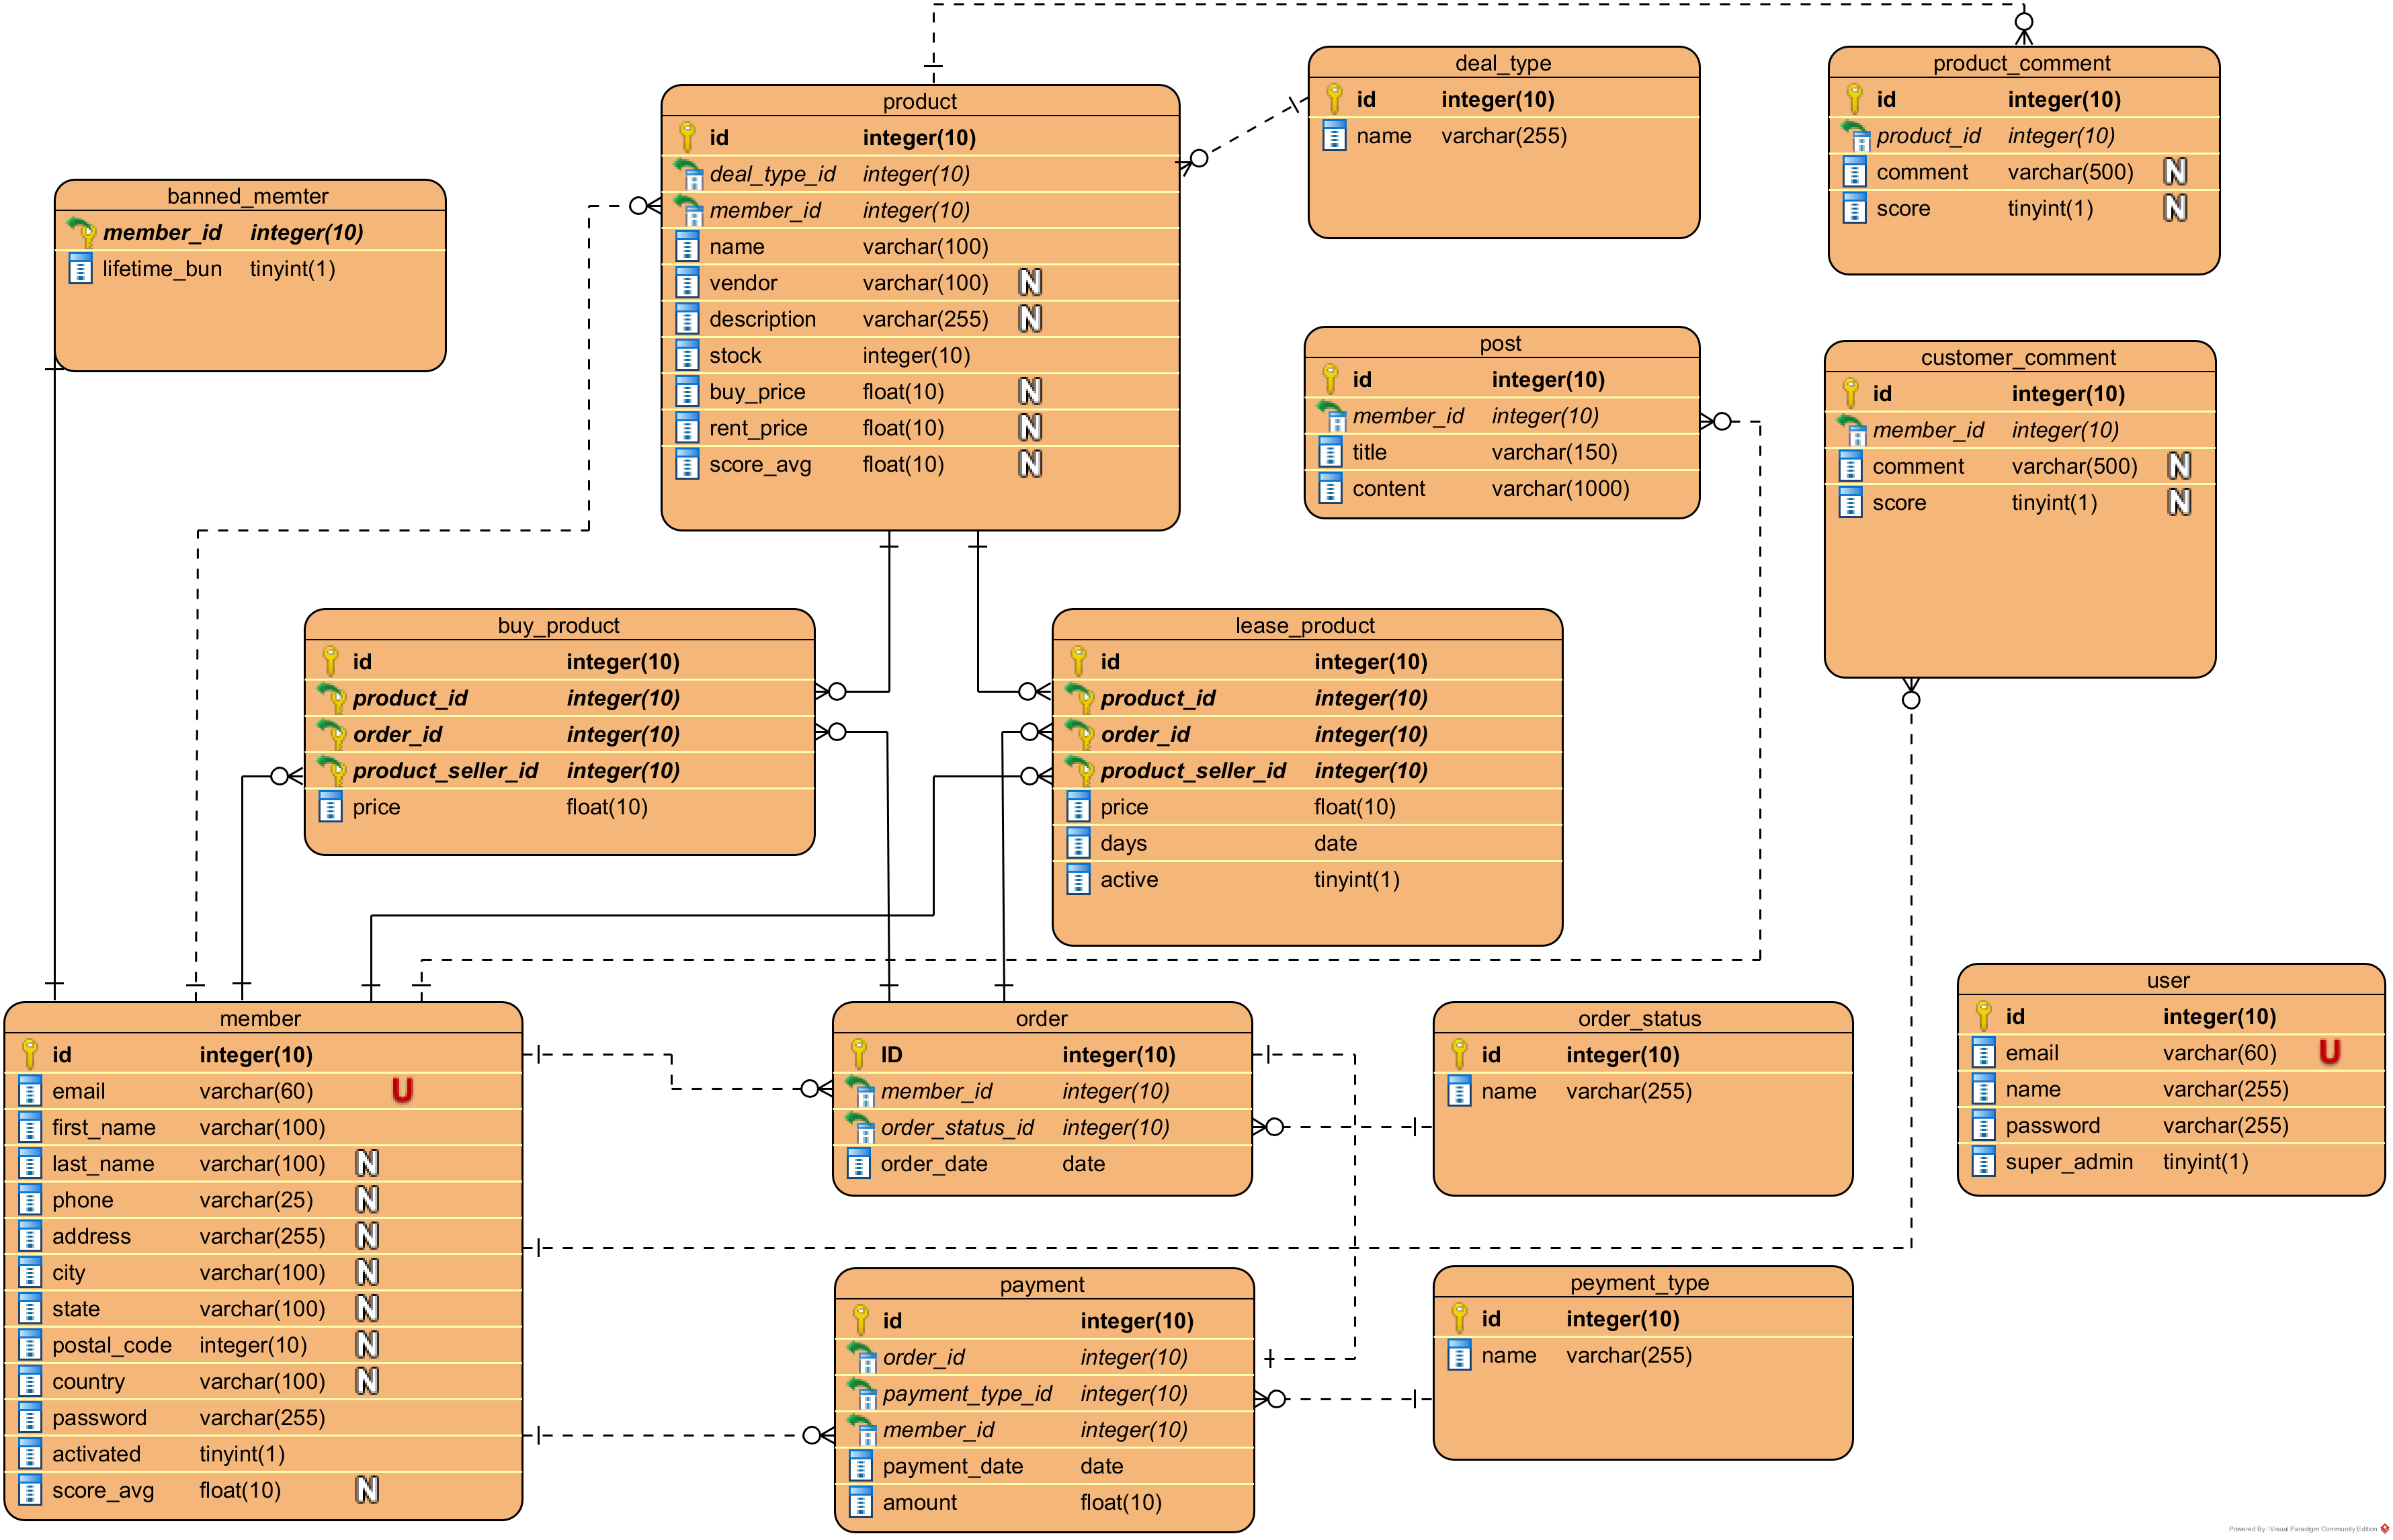 product
id integer(10)
deal_type_id integer(10)
member_id integer(10)
name varchar(100)
vendor varchar(100) N
description varchar(255) N
stock integer(10)
buy_price float(10) N
rent_price float(10) N
score_avg float(10) N
deal_type
id integer(10)
name varchar(255)
product_comment
id integer(10)
product_id integer(10)
comment varchar(500) N
score tinyint(1) N
banned_memter
member_id integer(10)
lifetime_bun tinyint(1)
post
id integer(10)
member_id integer(10)
title varchar(150)
content varchar(1000)
customer_comment
id integer(10)
member_id integer(10)
comment varchar(500) N
score tinyint(1) N
buy_product
id integer(10)
product_id integer(10)
order_id integer(10)
product_seller_id integer(10)
price float(10)
lease_product
id integer(10)
product_id integer(10)
order_id integer(10)
product_seller_id integer(10)
price float(10)
days date
active tinyint(1)
member
id integer(10)
email varchar(60) U
first_name varchar(100)
last_name varchar(100) N
phone varchar(25) N
address varchar(255) N
city varchar(100) N
state varchar(100) N
postal_code integer(10) N
country varchar(100) N
password varchar(255)
activated tinyint(1)
score_avg float(10) N
order
ID integer(10)
member_id integer(10)
order_status_id integer(10)
order_date date
order_status
id integer(10)
name varchar(255)
user
id integer(10)
email varchar(60) U
name varchar(255)
password varchar(255)
super_admin tinyint(1)
payment
id integer(10)
order_id integer(10)
payment_type_id integer(10)
member_id integer(10)
payment_date date
amount float(10)
peyment_type
id integer(10)
name varchar(255)
Powered By Visual Paradigm Community Edition